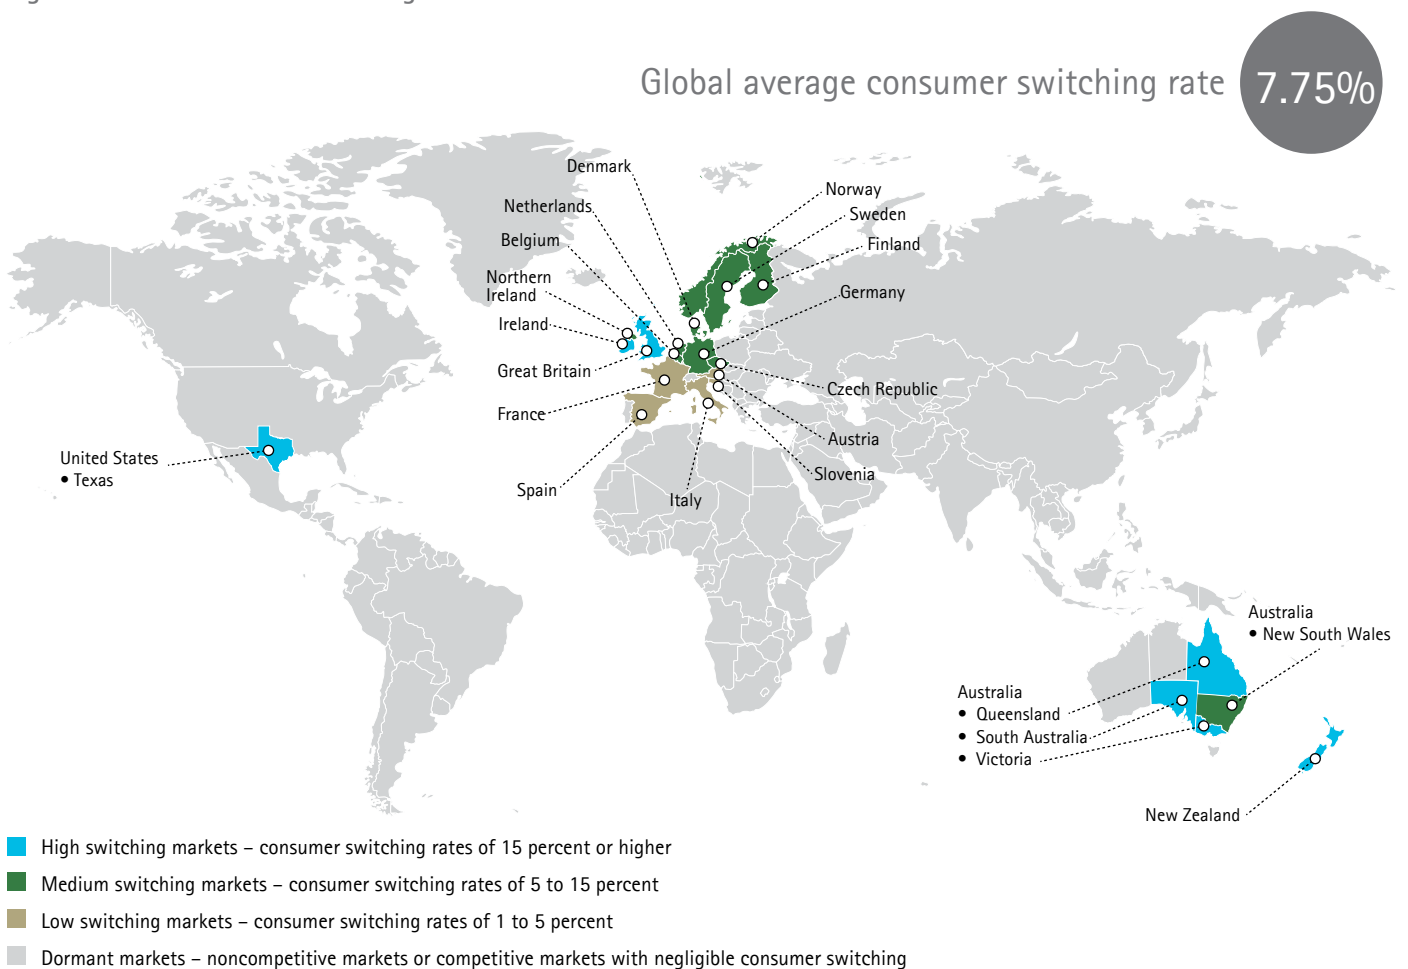 Global average consumer switching rate
7.75%
Denmark
Norway
Netherlands
Sweden
Belgium
Finland
Northern
Ireland
Germany
Ireland
Great Britain
Czech Republic
France
Austria
United States
• Texas
Slovenia
Spain
Italy
Australia
• New South Wales
Australia
• Queensland
• South Australia
• Victoria
New Zealand
High switching markets – consumer switching rates of 15 percent or higher
Medium switching markets – consumer switching rates of 5 to 15 percent
Low switching markets – consumer switching rates of 1 to 5 percent
Dormant markets – noncompetitive markets or competitive markets with negligible consumer switching